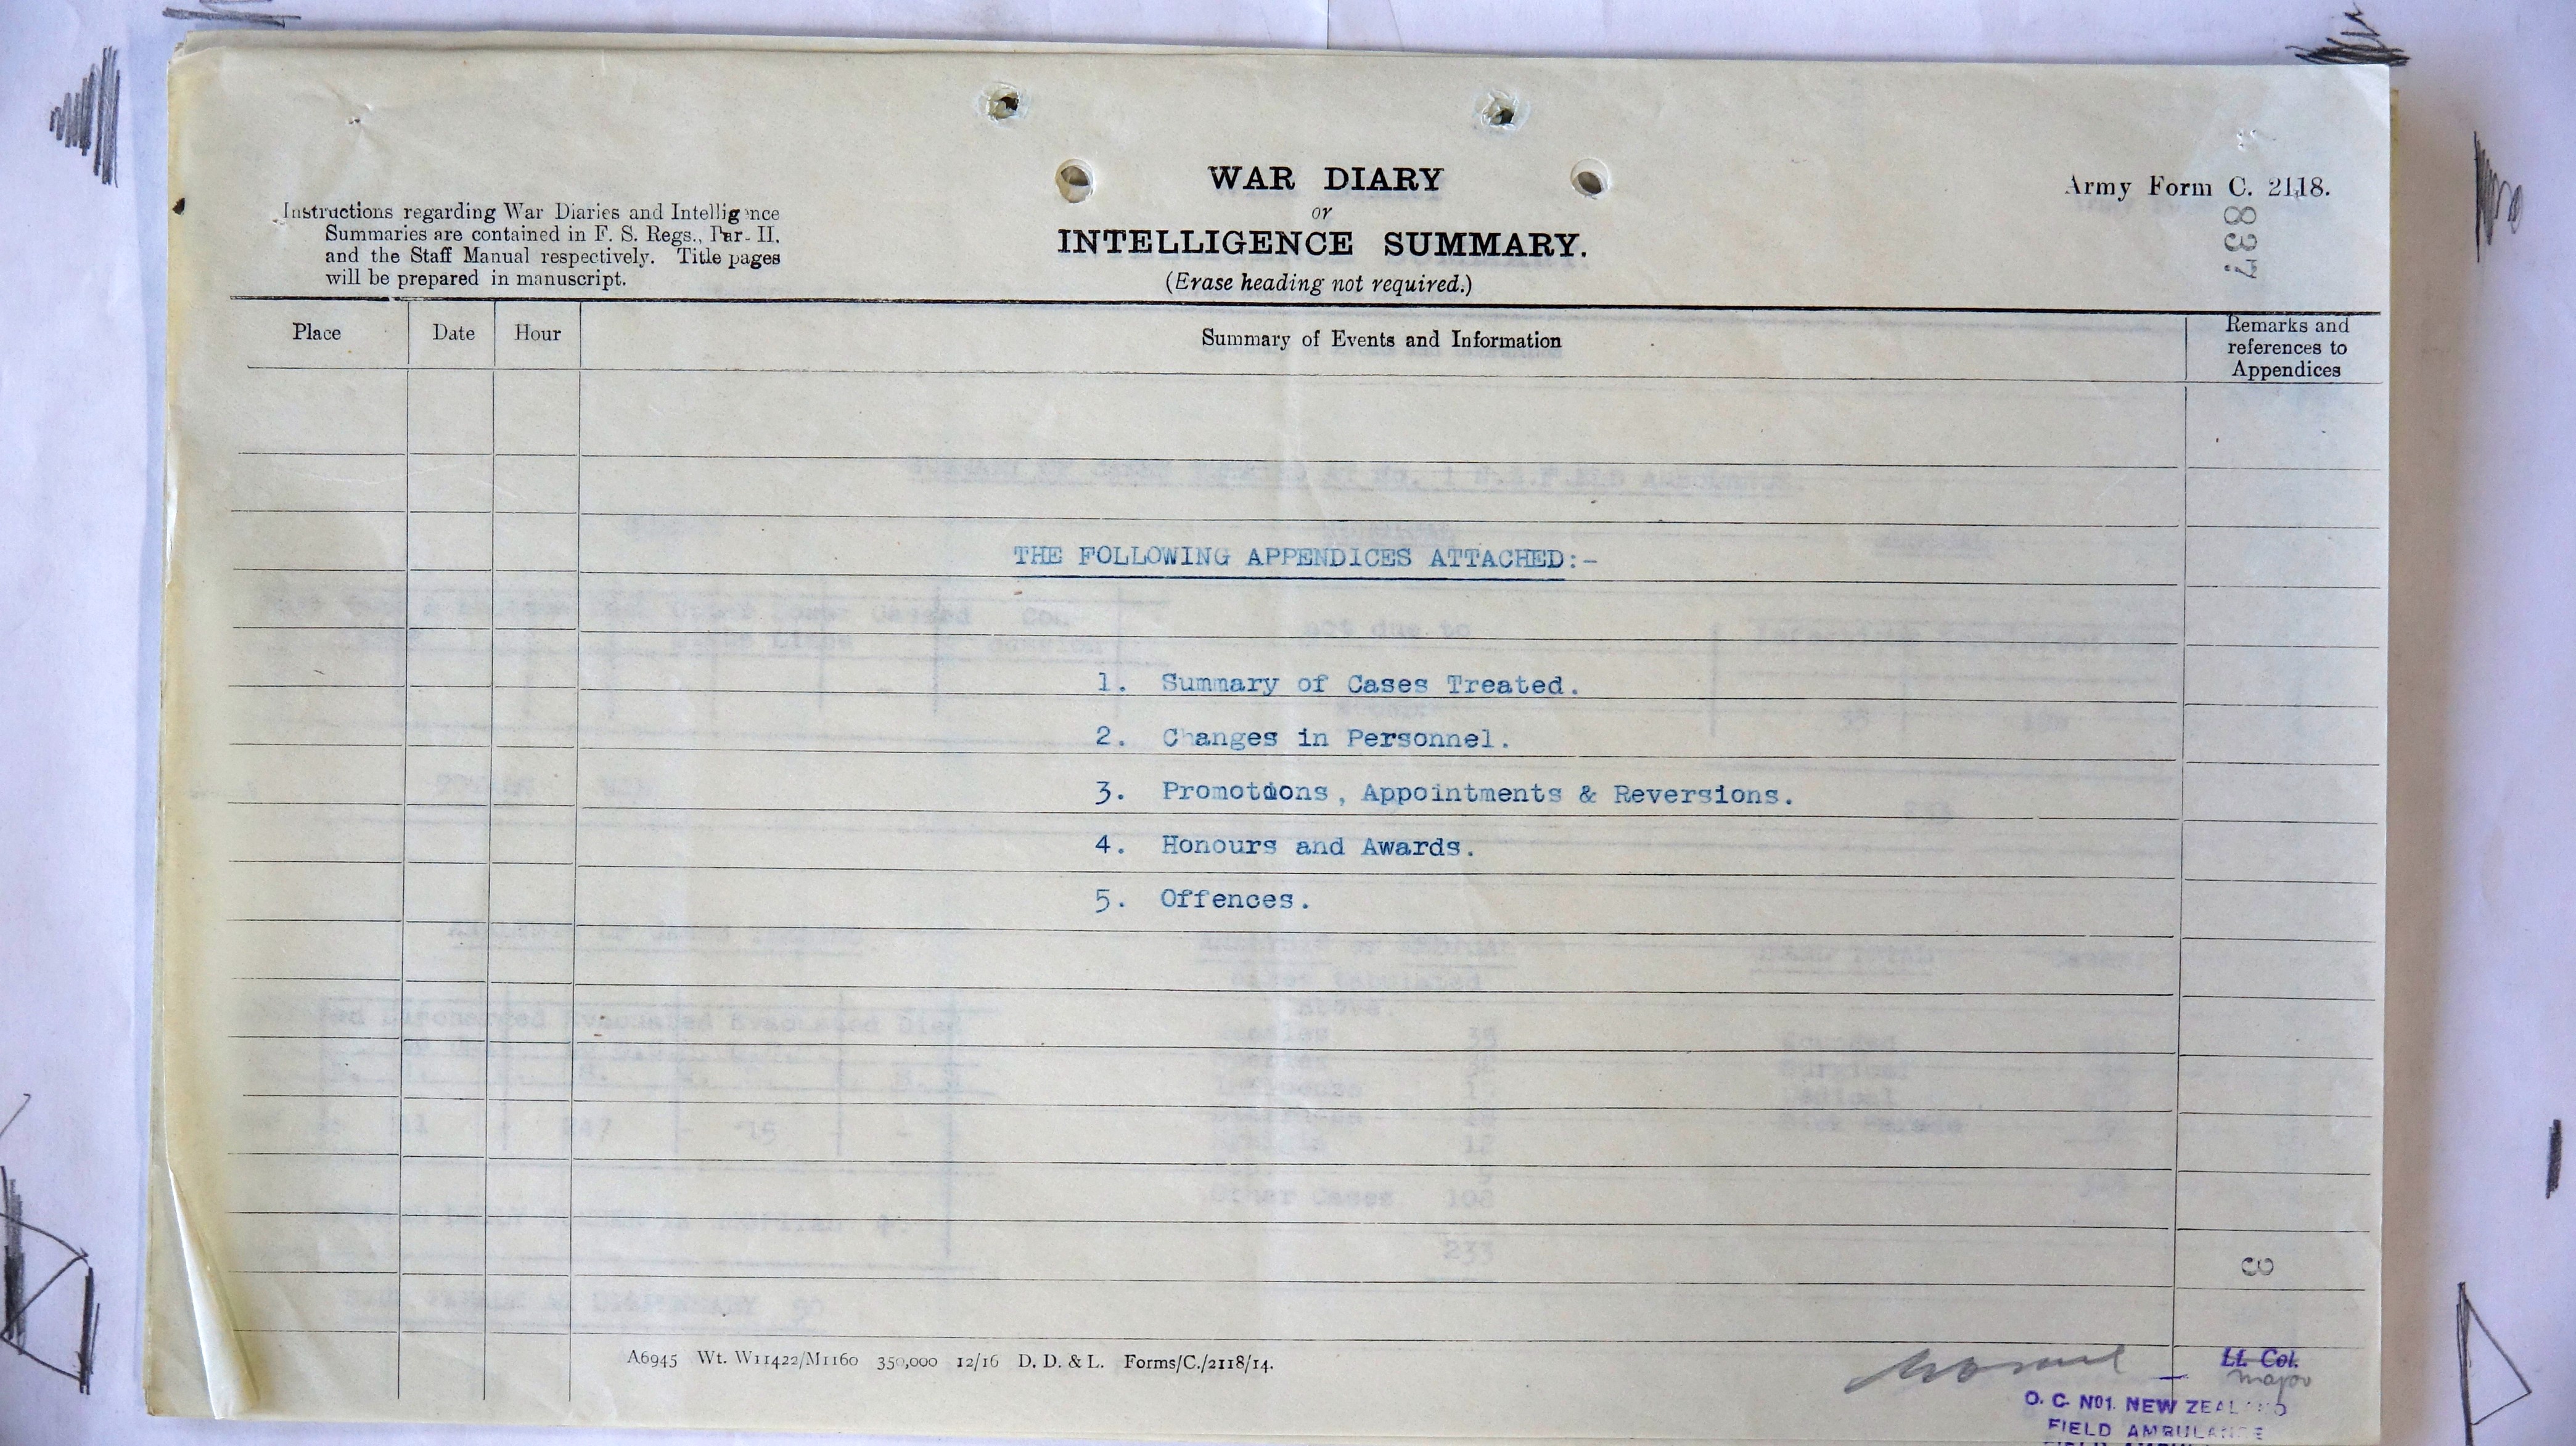 WAR DIARY
or
INTELLIGENCE SUMMARY.
(Erase heading not required.)
Instructions regarding War Diaries and Intelligence
Summaries are contained in F. S. Regs., Par- II.
and the Staff Manual respectively. Title pages
will be prepared in manuscript.
Army Form C. 2118.
837
Place
Date
Hour
Summary of Events and Information
Remarks and
references to
Appendices
THE FOLLOWING APPENDICES ATTACHED:-
1. Summary of Cases Treated.
2. Changes in Personnel.
3. Promotions, Appointments & Reversions.
4. Honours and Awards.
5. Offences.
3
A6945 Wt. W11422/M1160 350,000 12/16 D. D. & L. Forms/C./2118/14.
Lt. Col.
Major
O. C. No1. NEW ZEALAND
FIELD AMBULANCE